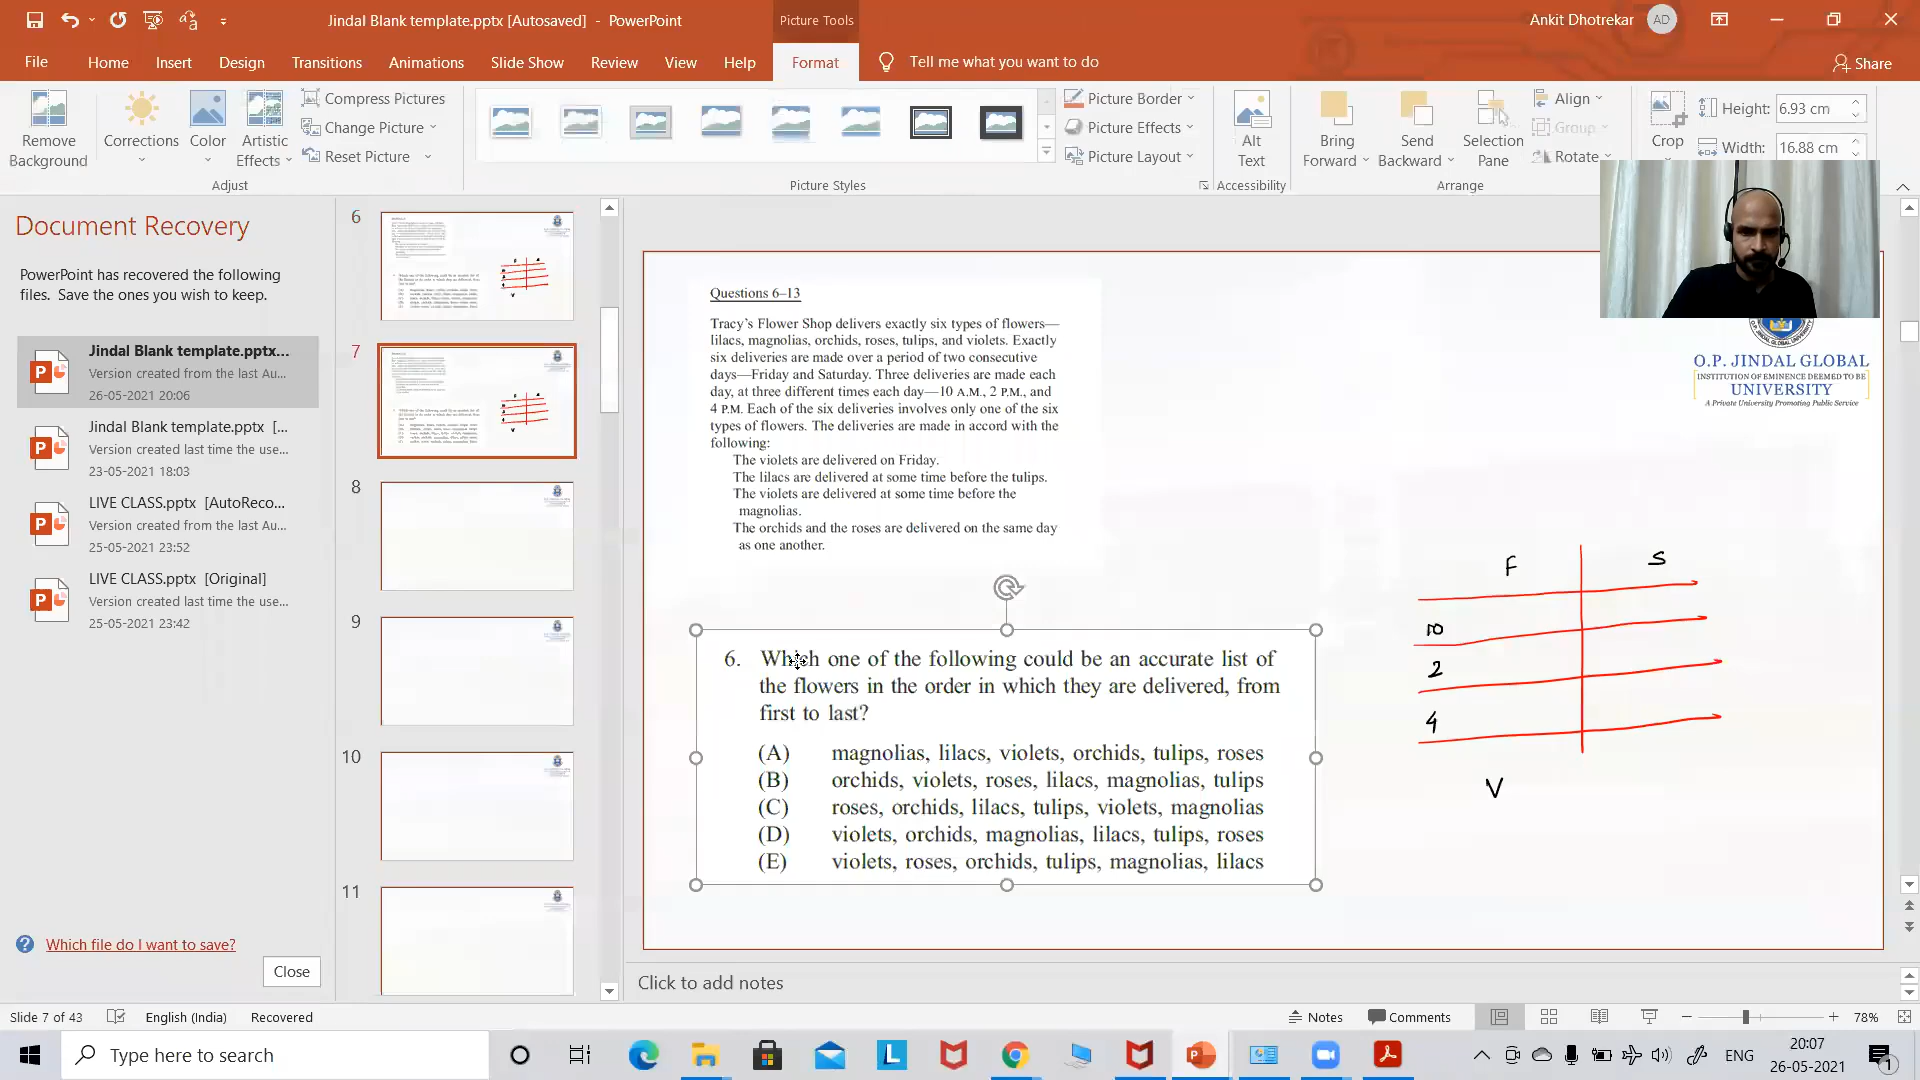 Jindal Blank template.pptx [Autosaved] - PowerPoint
Picture Tools
Ankit Dhotrekar
AD
File
Home
Insert
Design
Transitions
Animations
Slide Show
Review
View
Help
Format
Tell me what you want to do
Share
Remove
Background
Corrections
Color
Artistic
Effects
Compress Pictures
Change Picture
Reset Picture
Adjust
Picture Styles
Picture Border
Picture Effects
Picture Layout
Alt
Text
Accessibility
Bring
Forward
Send
Backward
Selection
Pane
Align
Group
Rotate
Arrange
Crop
Height: 6.93 cm
Width: 16.88 cm
Document Recovery
PowerPoint has recovered the following
files. Save the ones you wish to keep.
Jindal Blank template.pptx...
Version created from the last Au...
26-05-2021 20:06
Jindal Blank template.pptx [...
Version created last time the use...
23-05-2021 18:03
LIVE CLASS.pptx [AutoReco...
Version created from the last Au...
25-05-2021 23:52
LIVE CLASS.pptx [Original]
Version created last time the use...
25-05-2021 23:42
Which file do I want to save?
Close
6
7
8
9
10
11
Questions 6–13
Tracy's Flower Shop delivers exactly six types of flowers—
lilacs, magnolias, orchids, roses, tulips, and violets. Exactly
six deliveries are made over a period of two consecutive
days—Friday and Saturday. Three deliveries are made each
day, at three different times each day—10 A.M., 2 P.M., and
4 P.M. Each of the six deliveries involves only one of the six
types of flowers. The deliveries are made in accord with the
following:
The violets are delivered on Friday.
The lilacs are delivered at some time before the tulips.
The violets are delivered at some time before the
magnolias.
The orchids and the roses are delivered on the same day
as one another.
6. Which one of the following could be an accurate list of
the flowers in the order in which they are delivered, from
first to last?
(A) magnolias, lilacs, violets, orchids, tulips, roses
(B) orchids, violets, roses, lilacs, magnolias, tulips
(C) roses, orchids, lilacs, tulips, violets, magnolias
(D) violets, orchids, magnolias, lilacs, tulips, roses
(E) violets, roses, orchids, tulips, magnolias, lilacs
F S
10
2
4
V
O.P. JINDAL GLOBAL
INSTITUTION OF EMINENCE DEEMED TO BE
UNIVERSITY
A Private University Promoting Public Service
Click to add notes
Slide 7 of 43
English (India)
Recovered
Notes
Comments
78%
Type here to search
ENG
20:07
26-05-2021
1